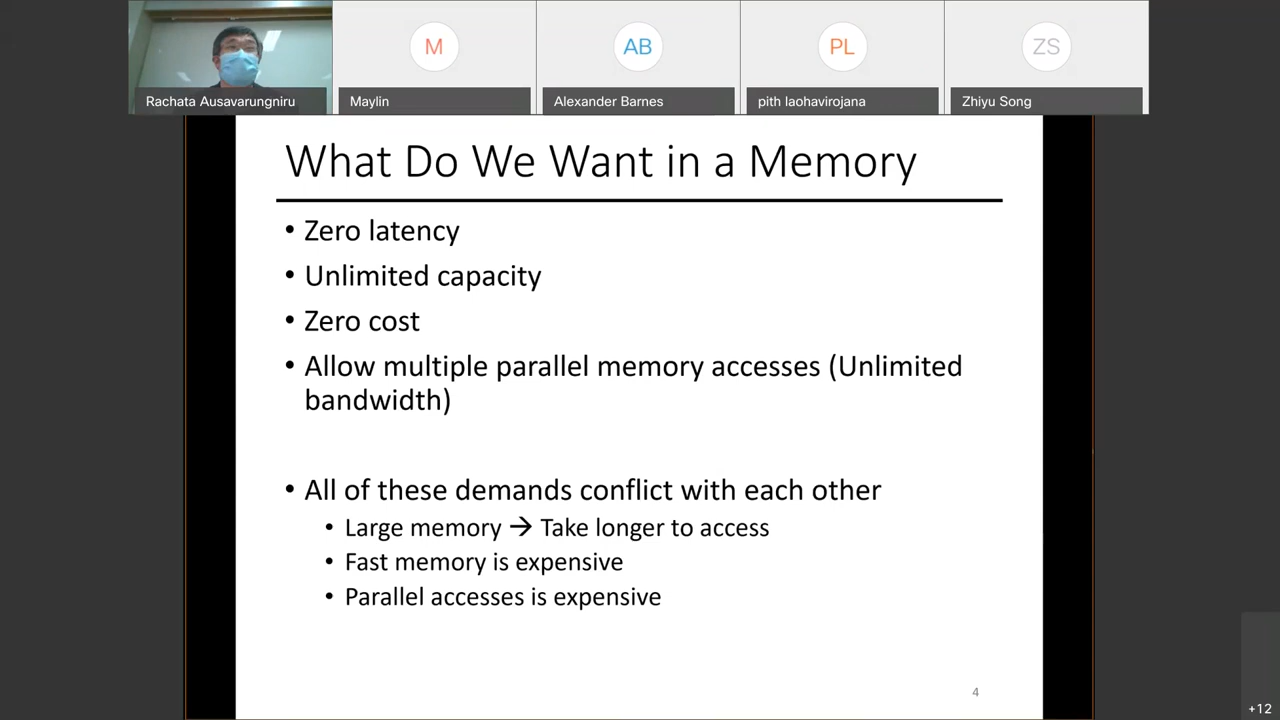 M
AB
PL
ZS
Rachata Ausavarungniru
Maylin
Alexander Barnes
pith laohavirojana
Zhiyu Song
What Do We Want in a Memory
• Zero latency
• Unlimited capacity
• Zero cost
• Allow multiple parallel memory accesses (Unlimited
bandwidth)
• All of these demands conflict with each other
• Large memory → Take longer to access
• Fast memory is expensive
• Parallel accesses is expensive
4
+12